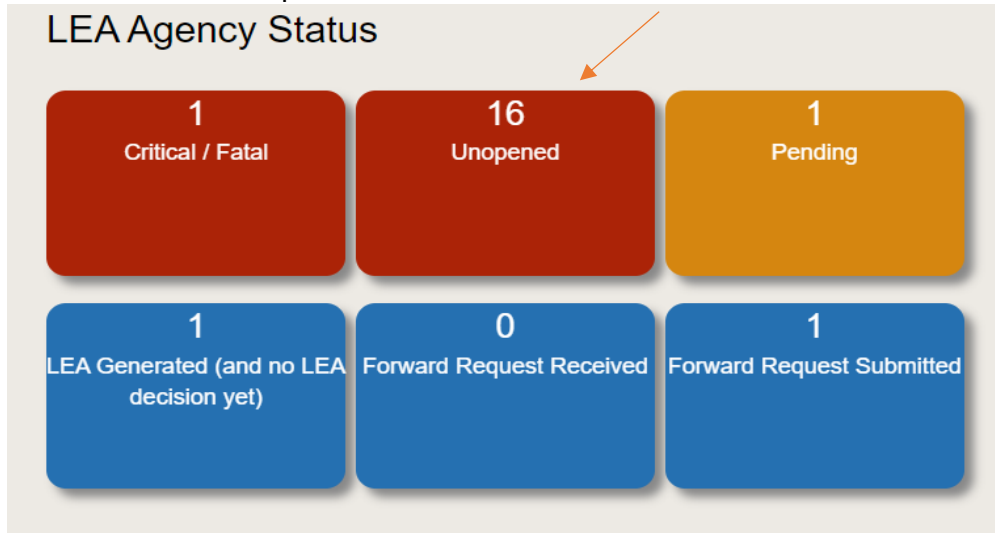 LEA Agency Status
1
Critical / Fatal
16
Unopened
1
Pending
1
LEA Generated (and no LEA
decision yet)
0
Forward Request Received
1
Forward Request Submitted